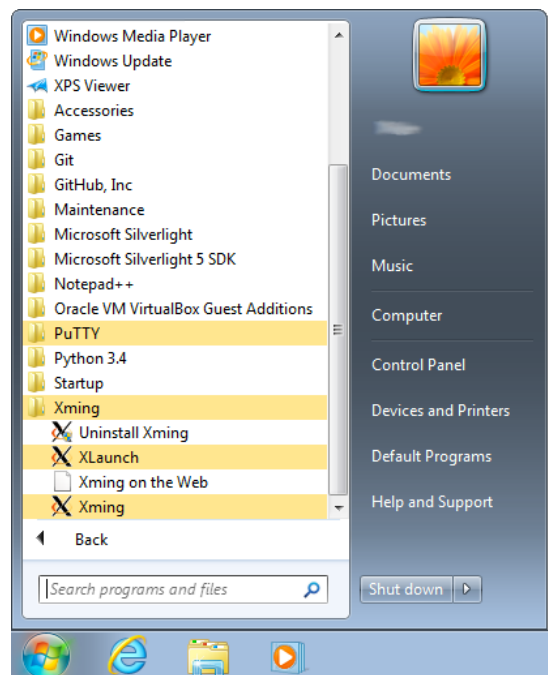 Windows Media Player
Windows Update
XPS Viewer
Accessories
Games
Git
GitHub, Inc
Maintenance
Microsoft Silverlight
Microsoft Silverlight 5 SDK
Notepad++
Oracle VM VirtualBox Guest Additions
PuTTY
Python 3.4
Startup
Xming
Uninstall Xming
XLaunch
Xming on the Web
Xming
Back
Search programs and files
Documents
Pictures
Music
Computer
Control Panel
Devices and Printers
Default Programs
Help and Support
Shut down